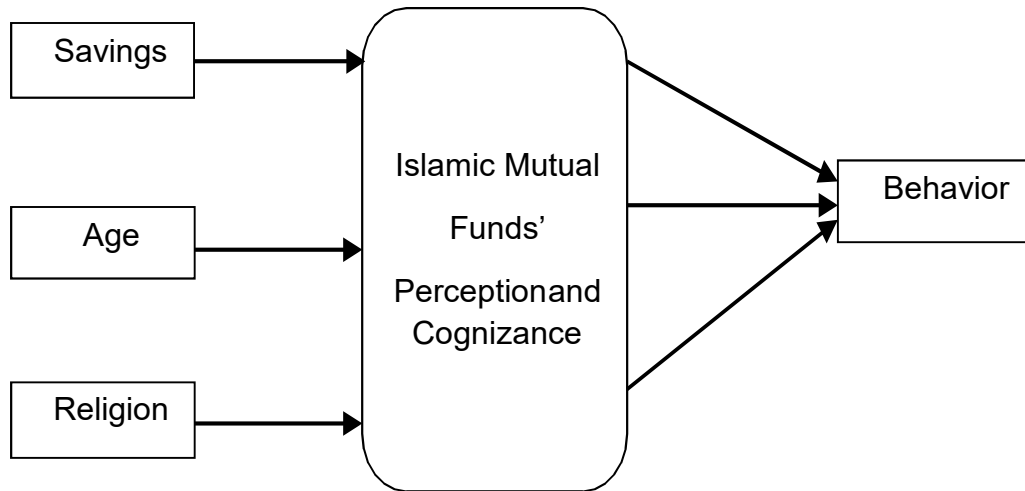 Savings
Age
Religion
Islamic Mutual
Funds’
Perceptionand
Cognizance
Behavior